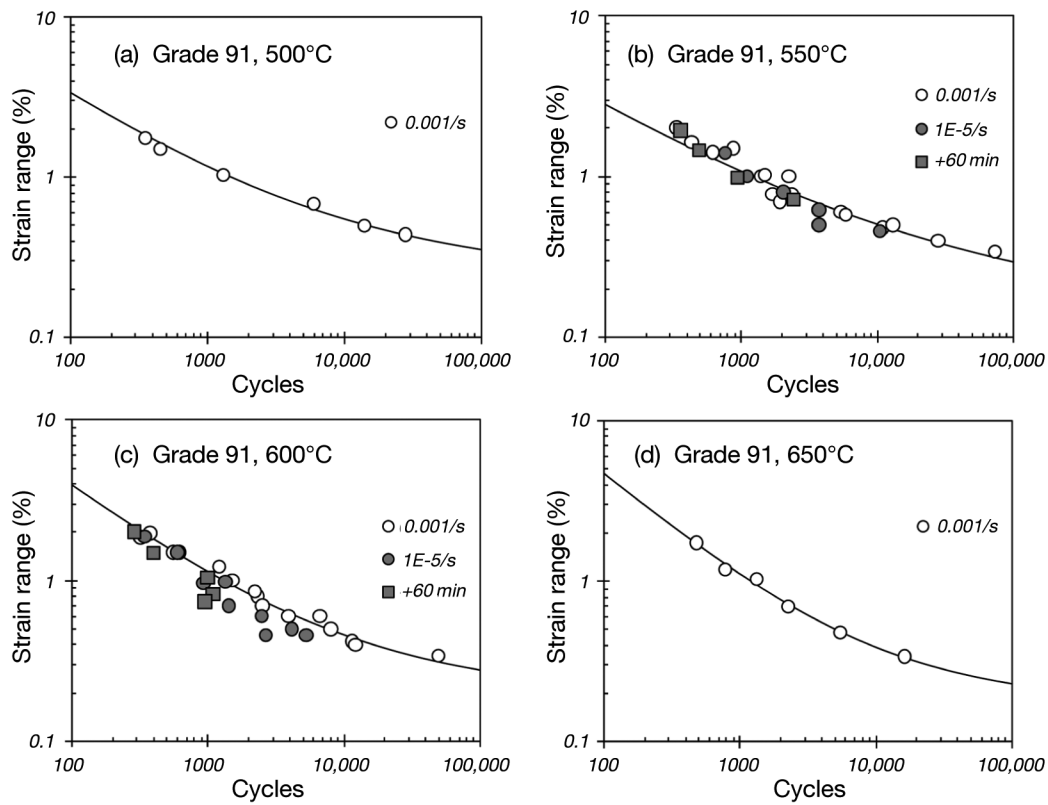 10
(a) Grade 91, 500°C
0.001/s
Strain range (%)
1
0.1
100
1000
10,000
100,000
Cycles
10
(b) Grade 91, 550°C
0.001/s
1E-5/s
+60 min
Strain range (%)
1
0.1
100
1000
10,000
100,000
Cycles
10
(c) Grade 91, 600°C
0.001/s
1E-5/s
+60 min
Strain range (%)
1
0.1
100
1000
10,000
100,000
Cycles
10
(d) Grade 91, 650°C
0.001/s
Strain range (%)
1
0.1
100
1000
10,000
100,000
Cycles